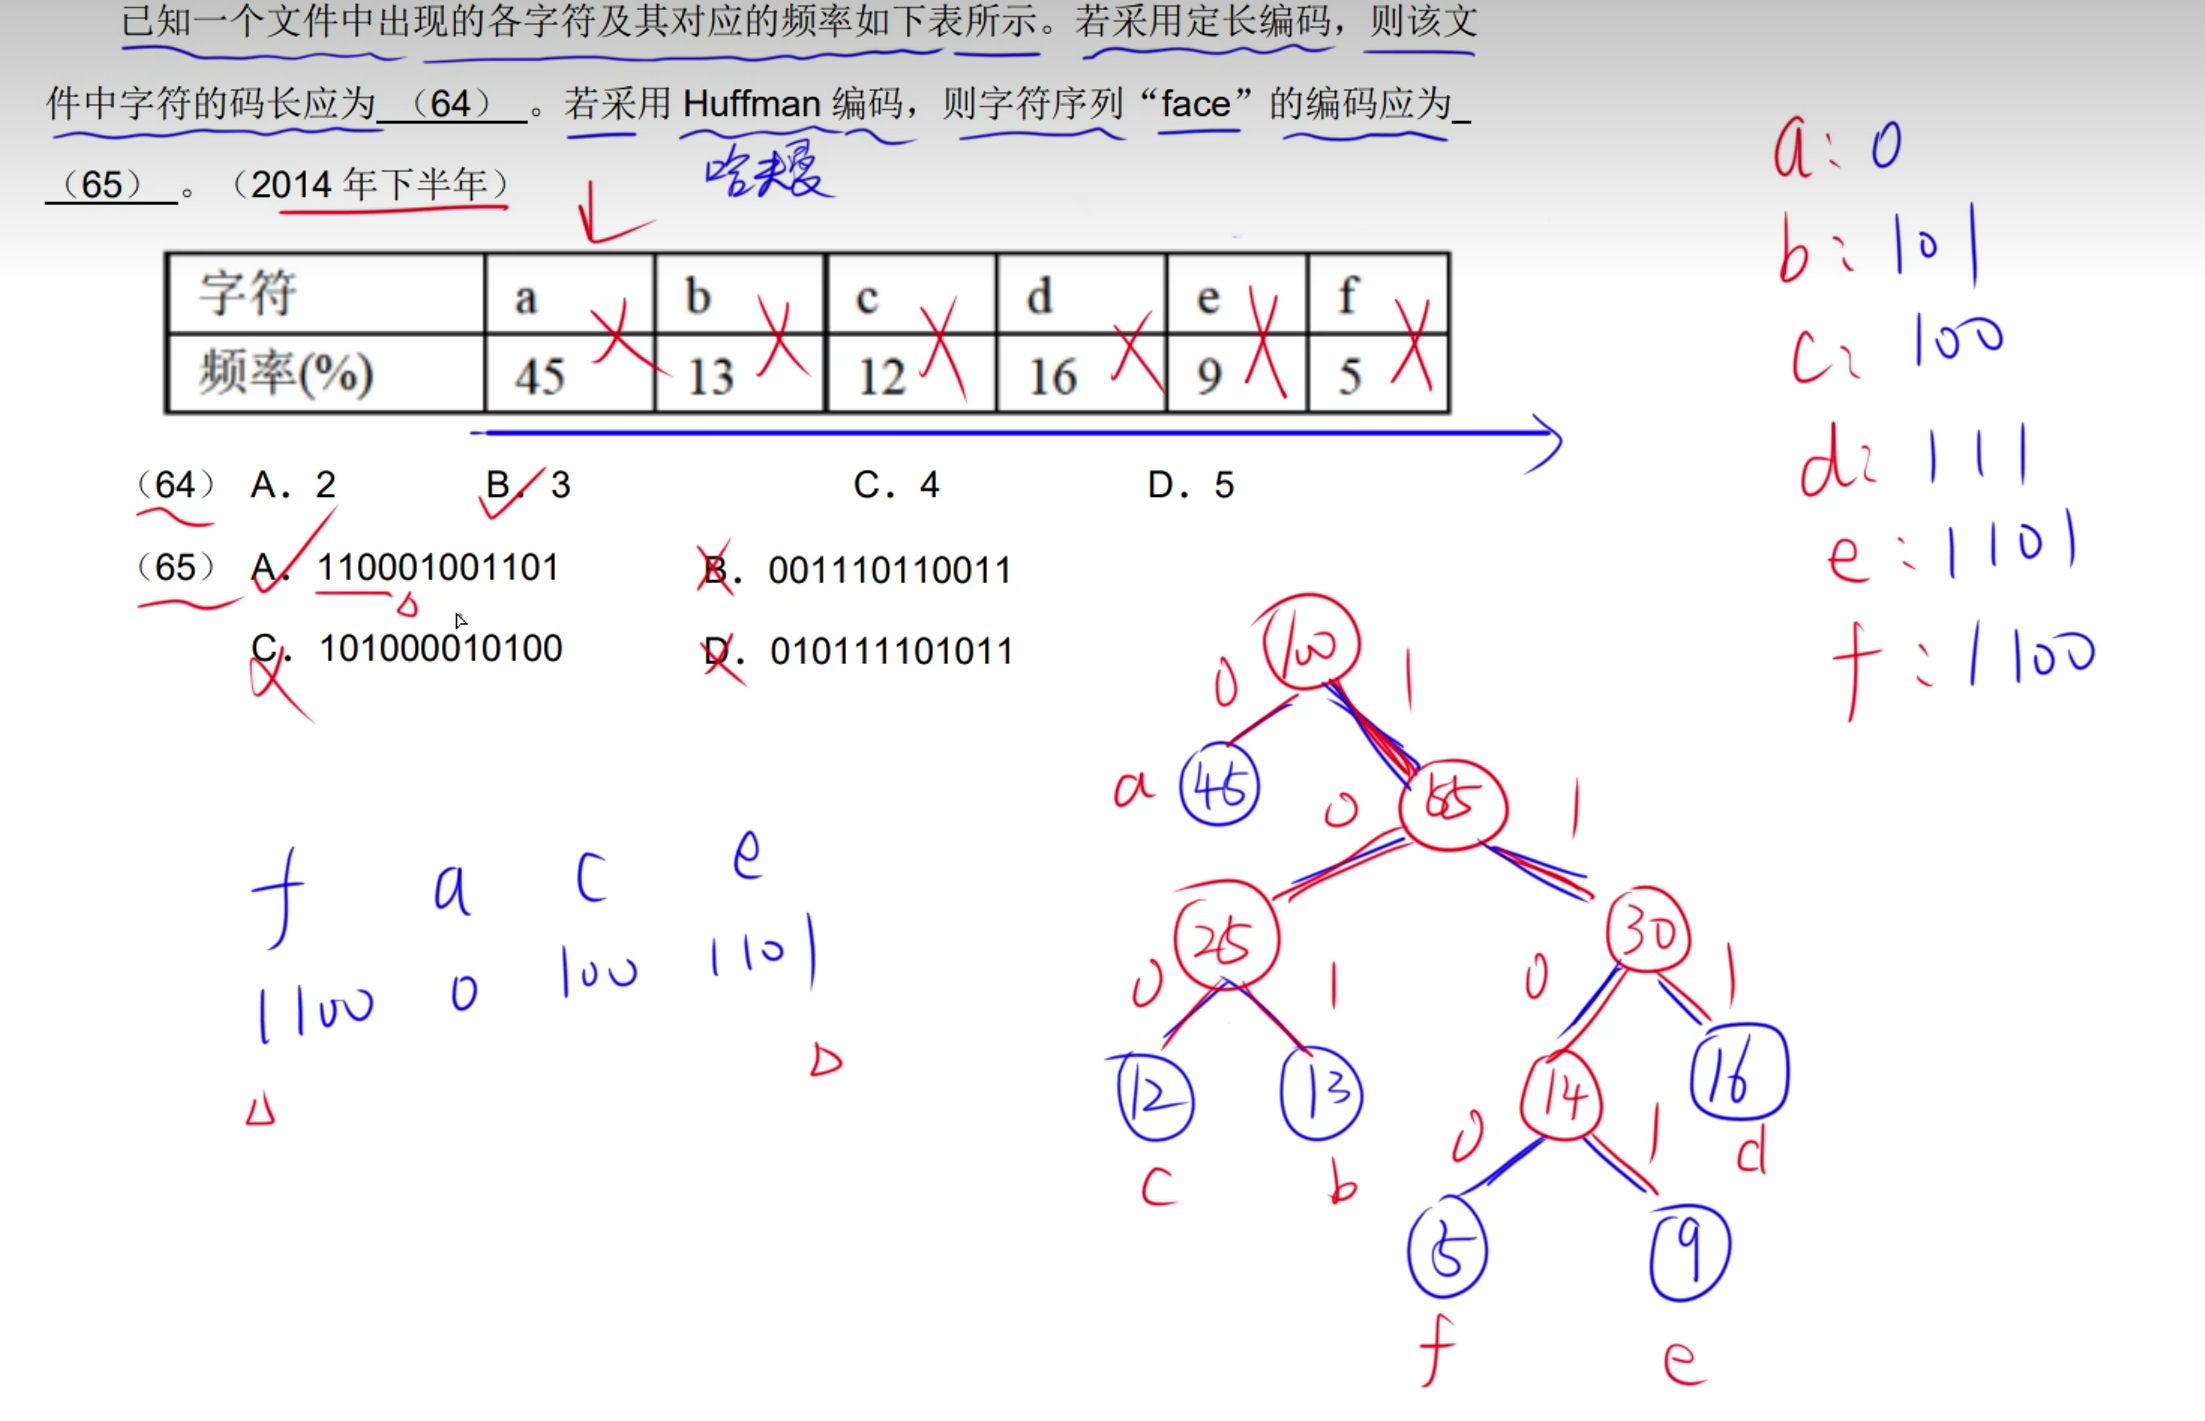 已知一个文件中出现的各字符及其对应的频率如下表所示。若采用定长编码，则该文
件中字符的码长应为 （64） 。若采用 Huffman 编码，则字符序列“face”的编码应为_
（65） 。（2014 年下半年）
哈夫曼
字符 a b c d e f
频率(%) 45 13 12 16 9 5
（64） A. 2 B. 3 C. 4 D. 5
（65） A. 110001001101 B. 001110110011
C. 101000010100 D. 010111101011
a: 0
b: 101
c: 100
d: 111
e: 1101
f: 1100
f a c e
1100 0 100 1101
100
0 1
a 45 0 55 1
25 30
0 1 0 1
12 13 14 16
c b 0 1 d
5 9
f e